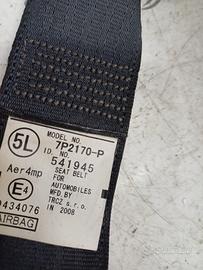 5L
MODEL NO.
7P2170-P
ID. NO.
541945
Aer4mp
SEAT BELT
FOR
AUTOMOBILES
MFD.BY
TRCZ s.r.o.
IN 2008
E4
0434076
AIRBAG